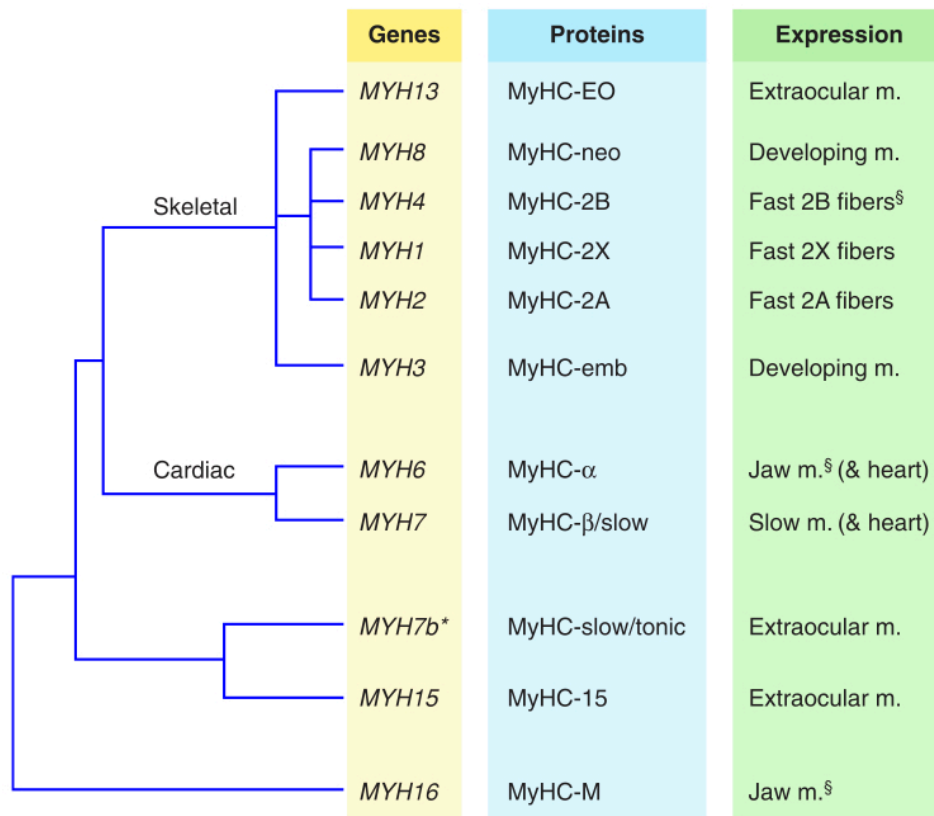 Genes Proteins Expression
MYH13 MyHC-EO Extraocular m.
MYH8 MyHC-neo Developing m.
Skeletal MYH4 MyHC-2B Fast 2B fibers§
MYH1 MyHC-2X Fast 2X fibers
MYH2 MyHC-2A Fast 2A fibers
MYH3 MyHC-emb Developing m.
Cardiac MYH6 MyHC-α Jaw m.§ (& heart)
MYH7 MyHC-β/slow Slow m. (& heart)
MYH7b* MyHC-slow/tonic Extraocular m.
MYH15 MyHC-15 Extraocular m.
MYH16 MyHC-M Jaw m.§